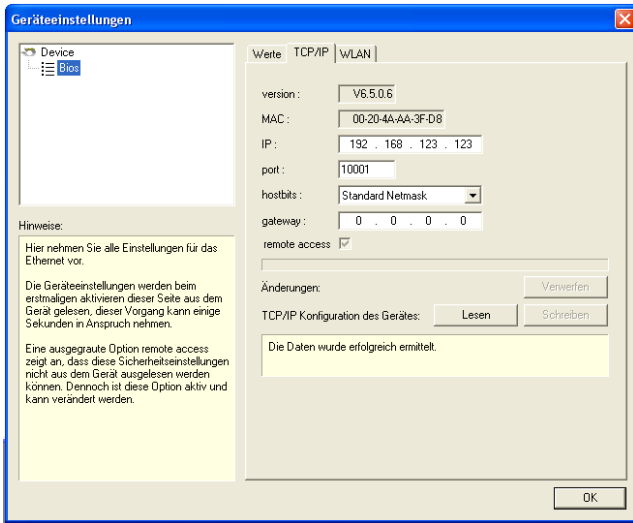 Geräteeinstellungen
Device
Bios
Werte TCP/IP WLAN
version : V6.5.0.6
MAC : 00-20-4A-AA-3F-D8
IP : 192 . 168 . 123 . 123
port : 10001
hostbits : Standard Netmask
gateway : 0 . 0 . 0 . 0
remote access
Änderungen: Verwerfen
TCP/IP Konfiguration des Gerätes: Lesen Schreiben
Die Daten wurde erfolgreich ermittelt.
Hinweise:
Hier nehmen Sie alle Einstellungen für das
Ethernet vor.
Die Geräteeinstellungen werden beim
erstmaligen aktivieren dieser Seite aus dem
Gerät gelesen, dieser Vorgang kann einige
Sekunden in Anspruch nehmen.
Eine ausgegraute Option remote access
zeigt an, dass diese Sicherheitseinstellungen
nicht aus dem Gerät ausgelesen werden
können. Dennoch ist diese Option aktiv und
kann verändert werden.
OK